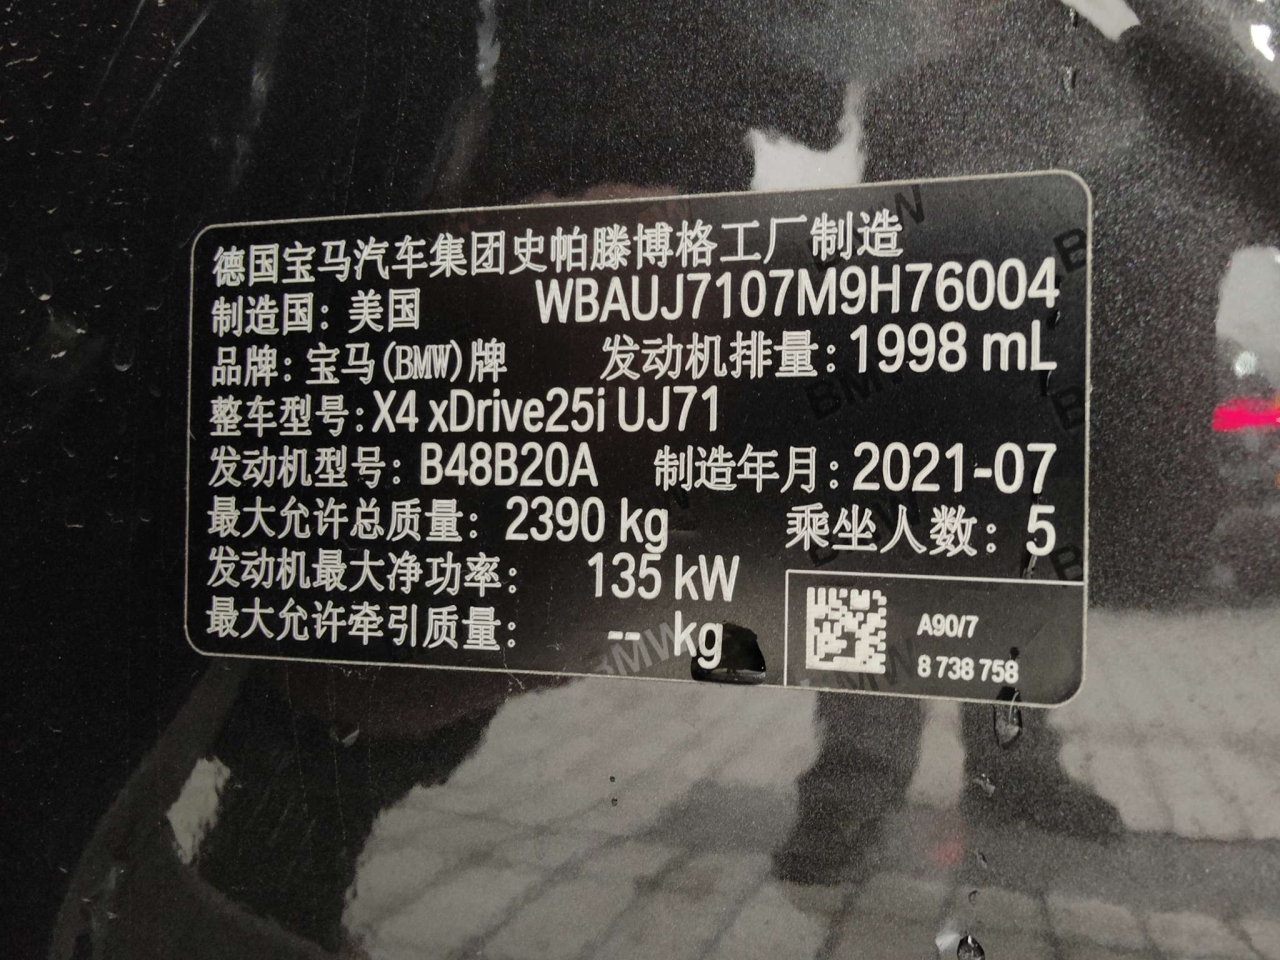 德国宝马汽车集团史帕滕博格工厂制造
制造国: 美国 WBAUJ7107M9H76004
品牌: 宝马(BMW)牌 发动机排量: 1998 mL
整车型号: X4 xDrive25i UJ71
发动机型号: B48B20A 制造年月: 2021-07
最大允许总质量: 2390 kg 乘坐人数: 5
发动机最大净功率: 135 kW
最大允许牵引质量: -- kg
A90/7
8 738 758